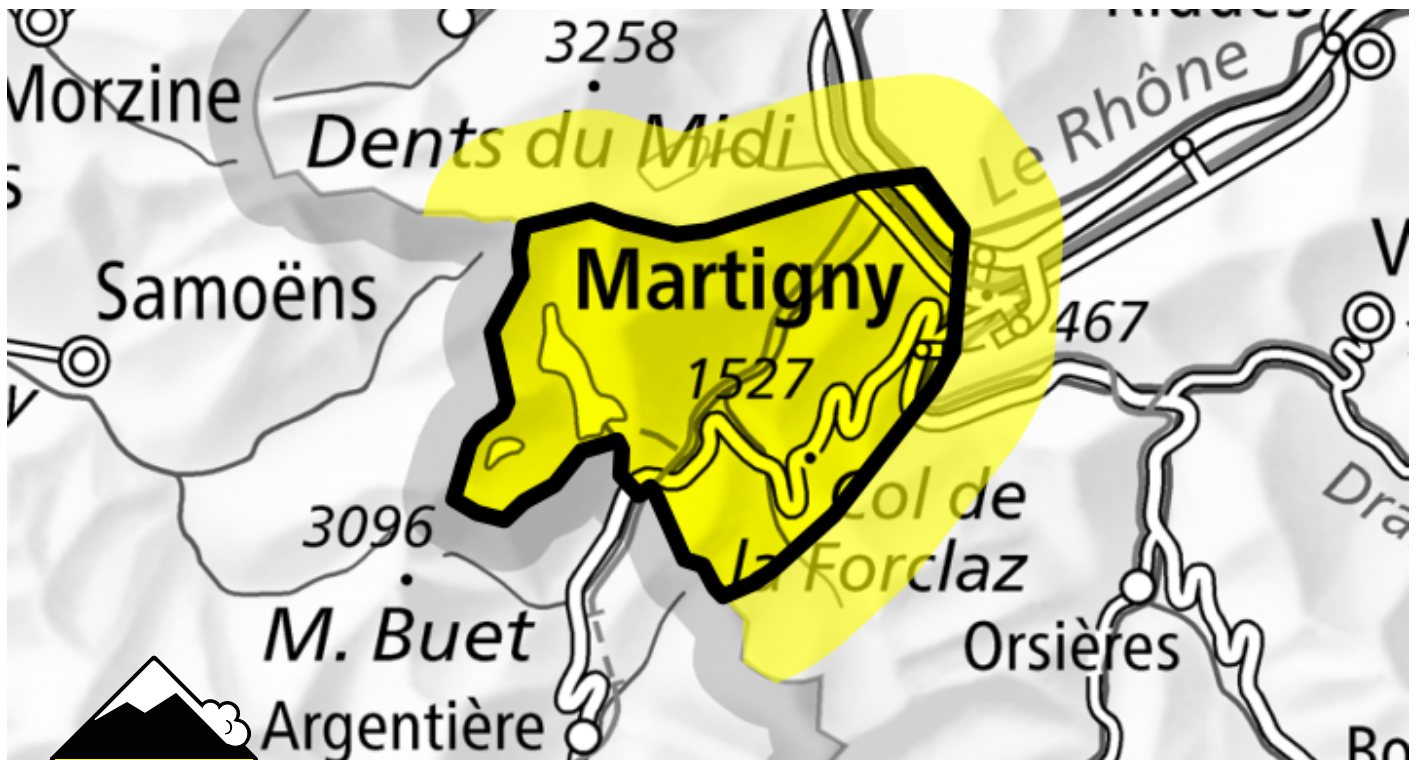 3258
Morzine
Dents du Midi
Le Rhône
Martigny
Samoëns
467
1527
Col de
la Forclaz
3096
M. Buet
Orsières
Argentière